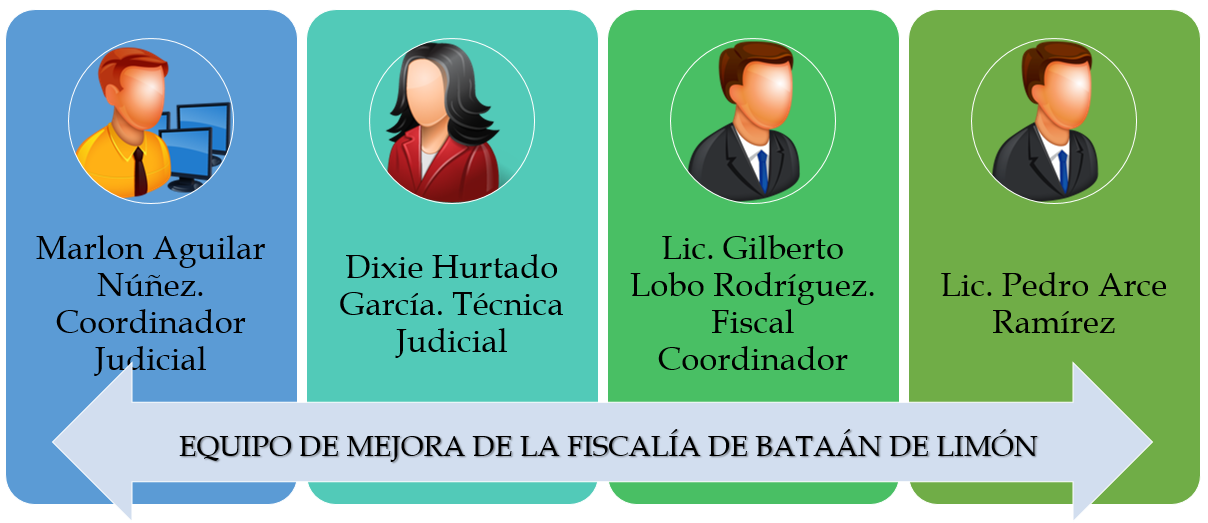 Marlon Aguilar
Núñez.
Coordinador
Judicial
Dixie Hurtado
García. Técnica
Judicial
Lic. Gilberto
Lobo Rodríguez.
Fiscal
Coordinador
Lic. Pedro Arce
Ramírez
EQUIPO DE MEJORA DE LA FISCALÍA DE BATAÁN DE LIMÓN